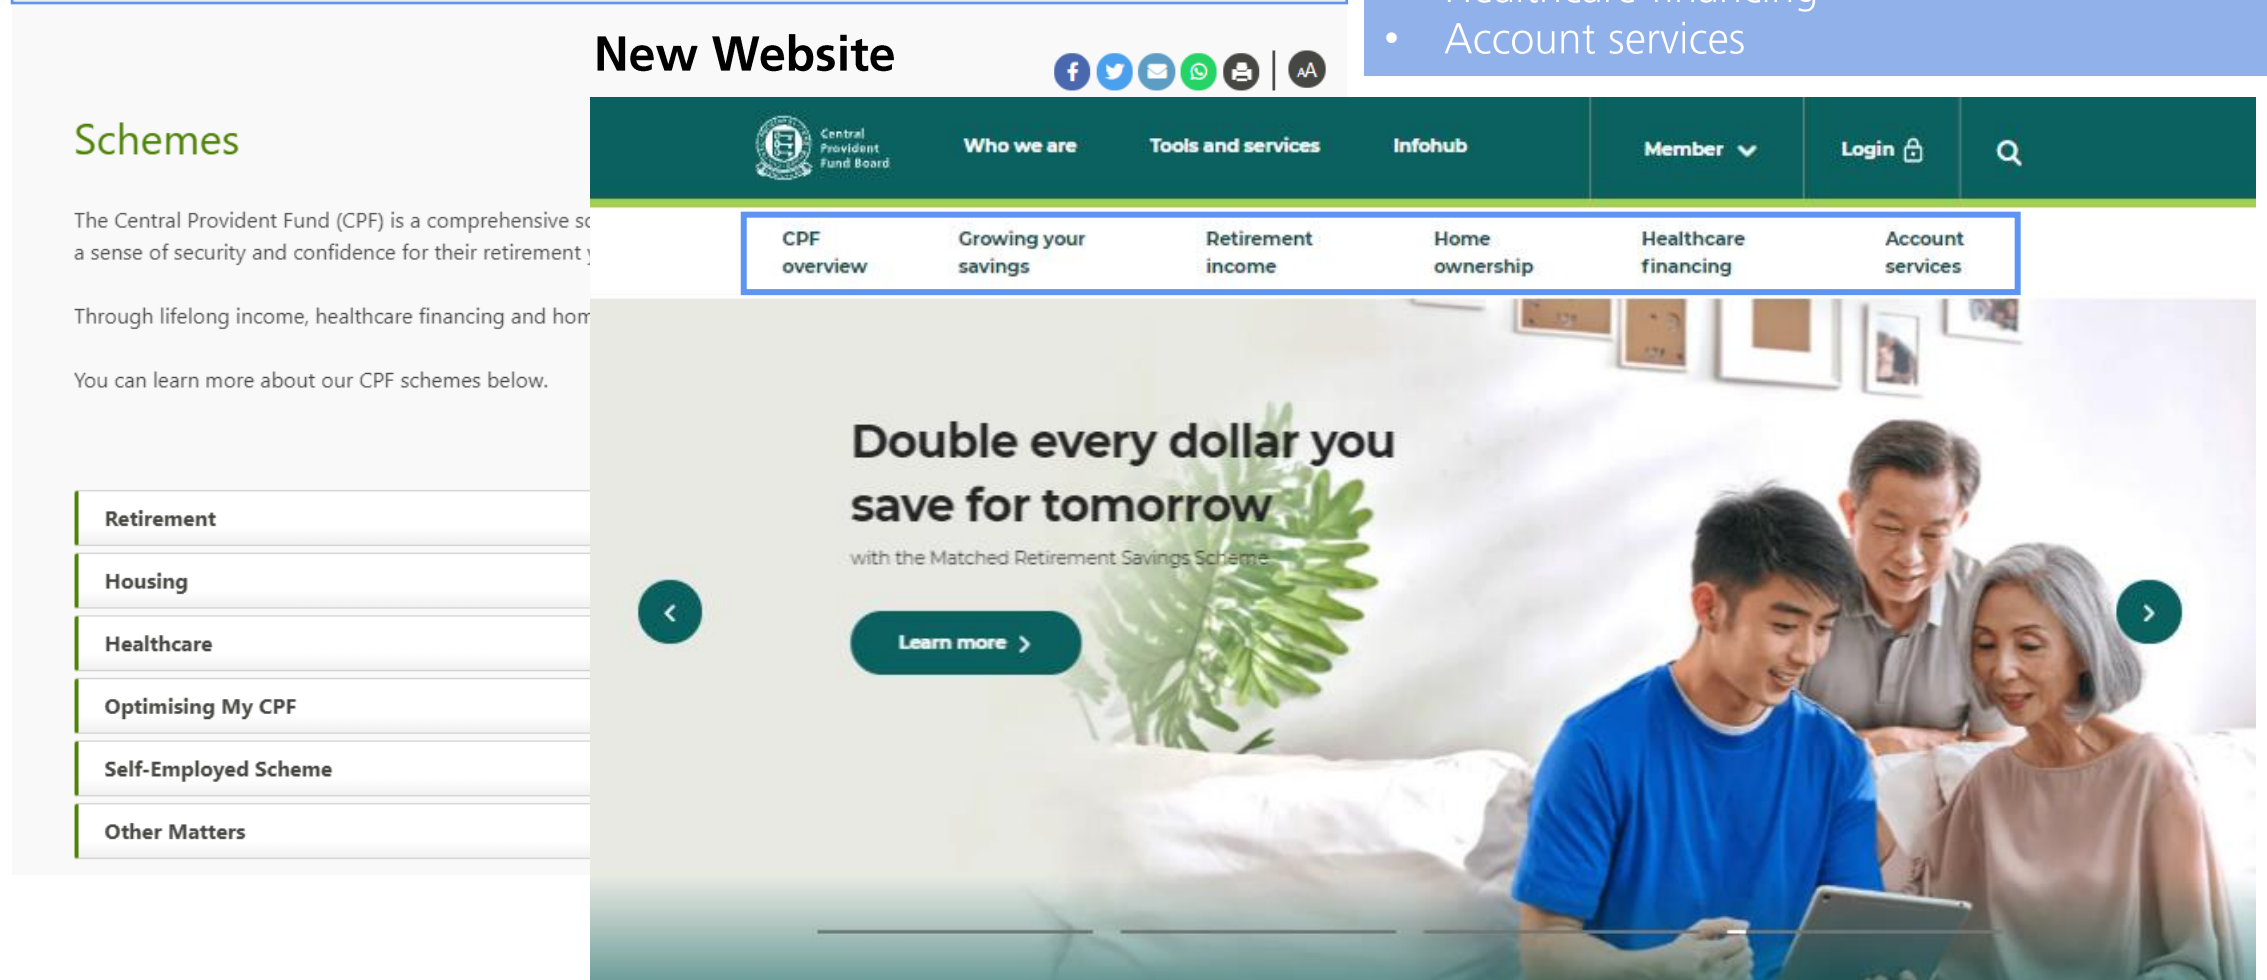 Healthcare financing
• Account services
New Website
AA
Schemes
The Central Provident Fund (CPF) is a comprehensive
a sense of security and confidence for their retirement
Through lifelong income, healthcare financing and
You can learn more about our CPF schemes below.
Retirement
Housing
Healthcare
Optimising My CPF
Self-Employed Scheme
Other Matters
Central
Provident
Fund Board
Who we are
Tools and services
Infohub
Member
Login
CPF
overview
Growing your
savings
Retirement
income
Home
ownership
Healthcare
financing
Account
services
Double every dollar you
save for tomorrow
with the Matched Retirement Savings Scheme
Learn more